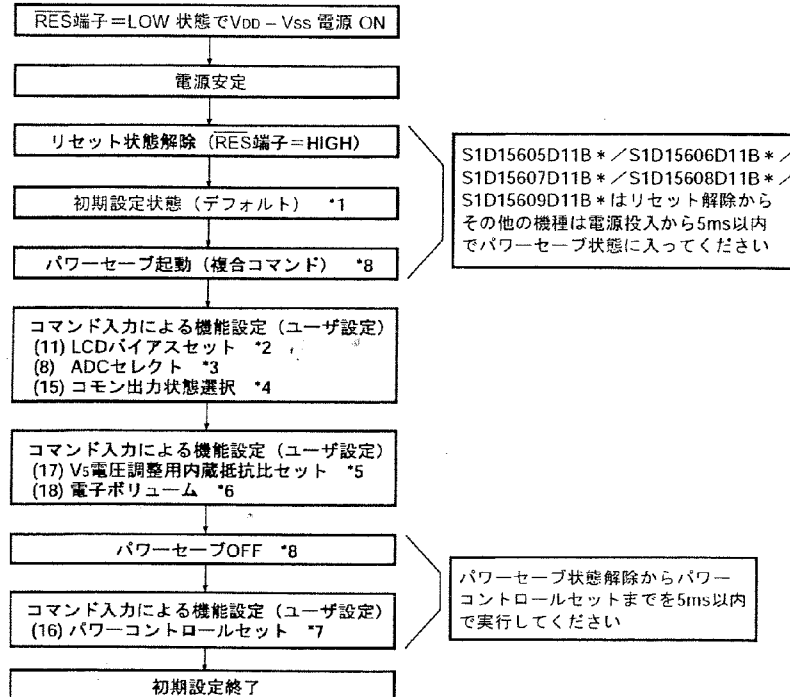 RES端子=LOW 状態でVDD – VSS 電源 ON
電源安定
リセット状態解除（RES端子=HIGH）
初期設定状態（デフォルト） *1
パワーセーブ起動（複合コマンド） *8
S1D15605D11B＊／S1D15606D11B＊／
S1D15607D11B＊／S1D15608D11B＊／
S1D15609D11B＊はリセット解除から
その他の機種は電源投入から5ms以内
でパワーセーブ状態に入ってください
コマンド入力による機能設定（ユーザ設定）
(11) LCDバイアスセット *2
(8) ADCセレクト *3
(15) コモン出力状態選択 *4
コマンド入力による機能設定（ユーザ設定）
(17) V5電圧調整用内蔵抵抗比セット *5
(18) 電子ボリューム *6
パワーセーブOFF *8
コマンド入力による機能設定（ユーザ設定）
(16) パワーコントロールセット *7
パワーセーブ状態解除からパワー
コントロールセットまでを5ms以内
で実行してください
初期設定終了